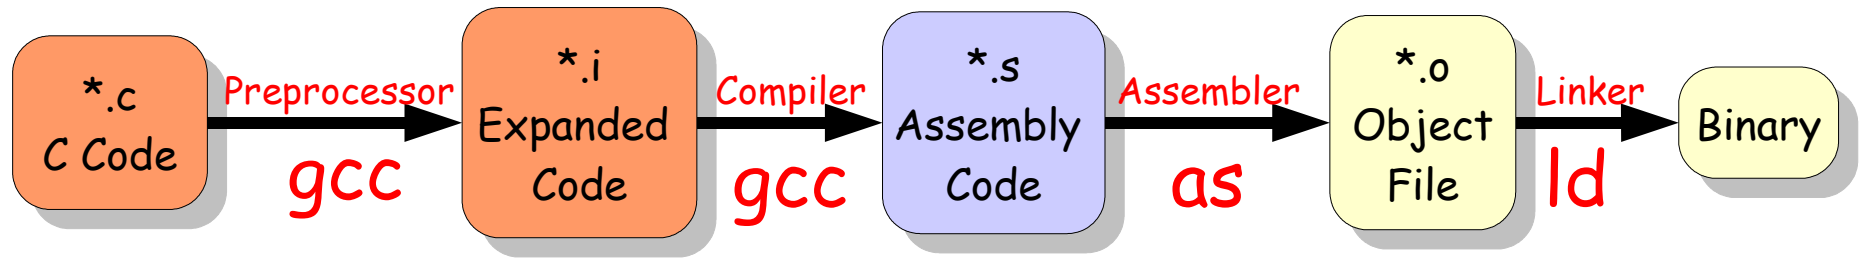 *.c
C Code
Preprocessor
gcc
*.i
Expanded
Code
Compiler
gcc
*.s
Assembly
Code
Assembler
as
*.o
Object
File
Linker
ld
Binary